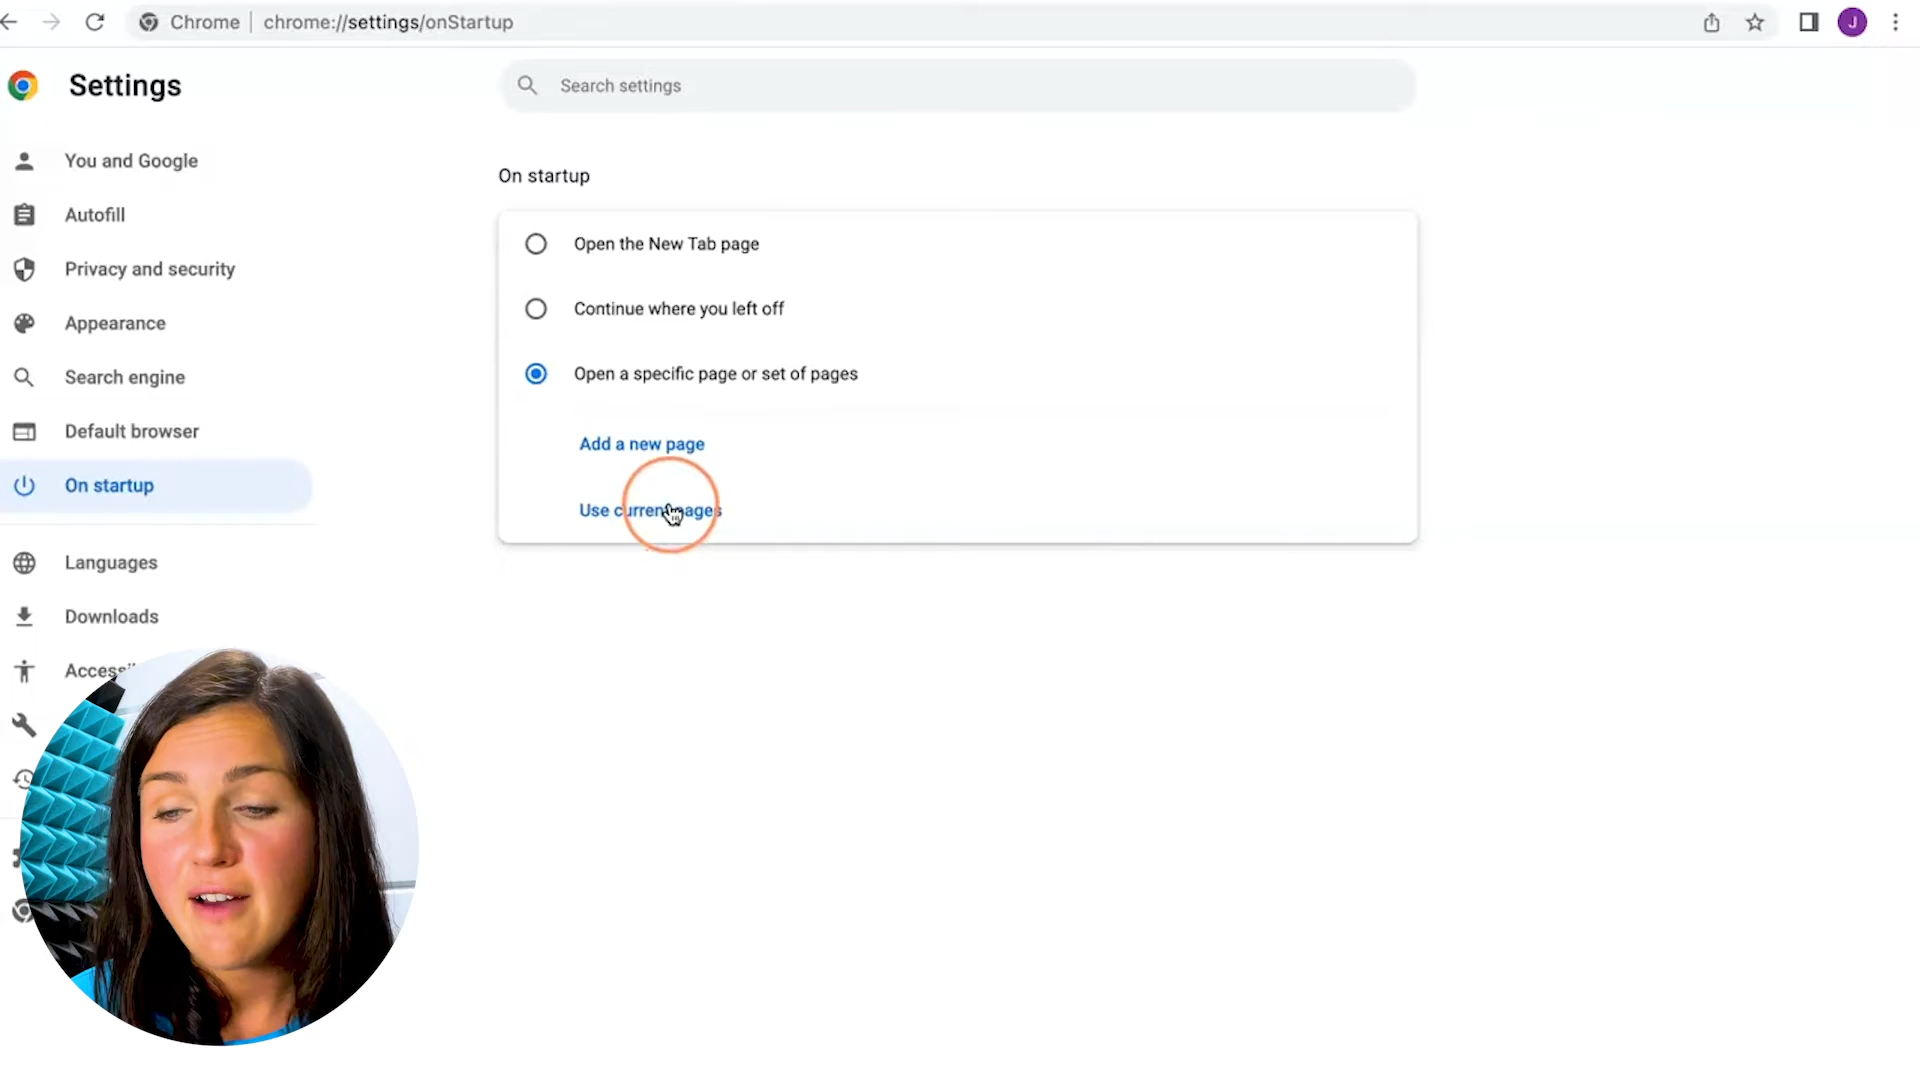 Chrome | chrome://settings/onStartup
J
Settings
Search settings
You and Google
Autofill
Privacy and security
Appearance
Search engine
Default browser
On startup
Languages
Downloads
On startup
Open the New Tab page
Continue where you left off
Open a specific page or set of pages
Add a new page
Use current pages